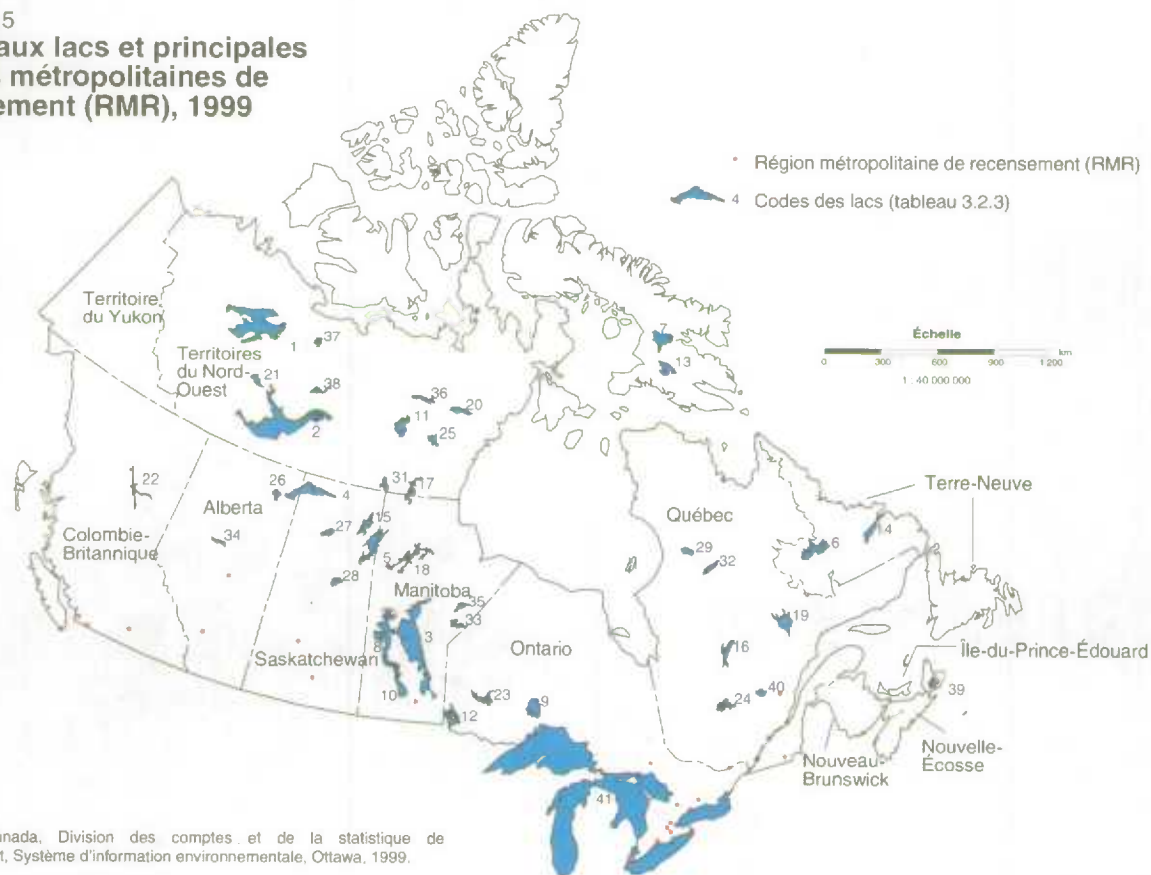 5
aux lacs et principales
métropolitaines de
ement (RMR), 1999
Région métropolitaine de recensement (RMR)
4 Codes des lacs (tableau 3.2.3)
Échelle
0 300 600 900 1 200 km
1 : 40 000 000
Territoire
du Yukon
1
37
Territoires
du Nord-
Ouest
21
38
2
7
13
36
20
11
25
22
26
4
31
17
Alberta
Colombie-
Britannique
34
27
15
5
18
28
Manitoba
35
33
Saskatchewan
8
3
10
Ontario
23
9
12
41
Québec
29
32
6
Terre-Neuve
19
16
24
40
Île-du-Prince-Édouard
39
Nouvelle-
Écosse
Nouveau-
Brunswick
nada, Division des comptes et de la statistique de
t, Système d'information environnementale, Ottawa, 1999.